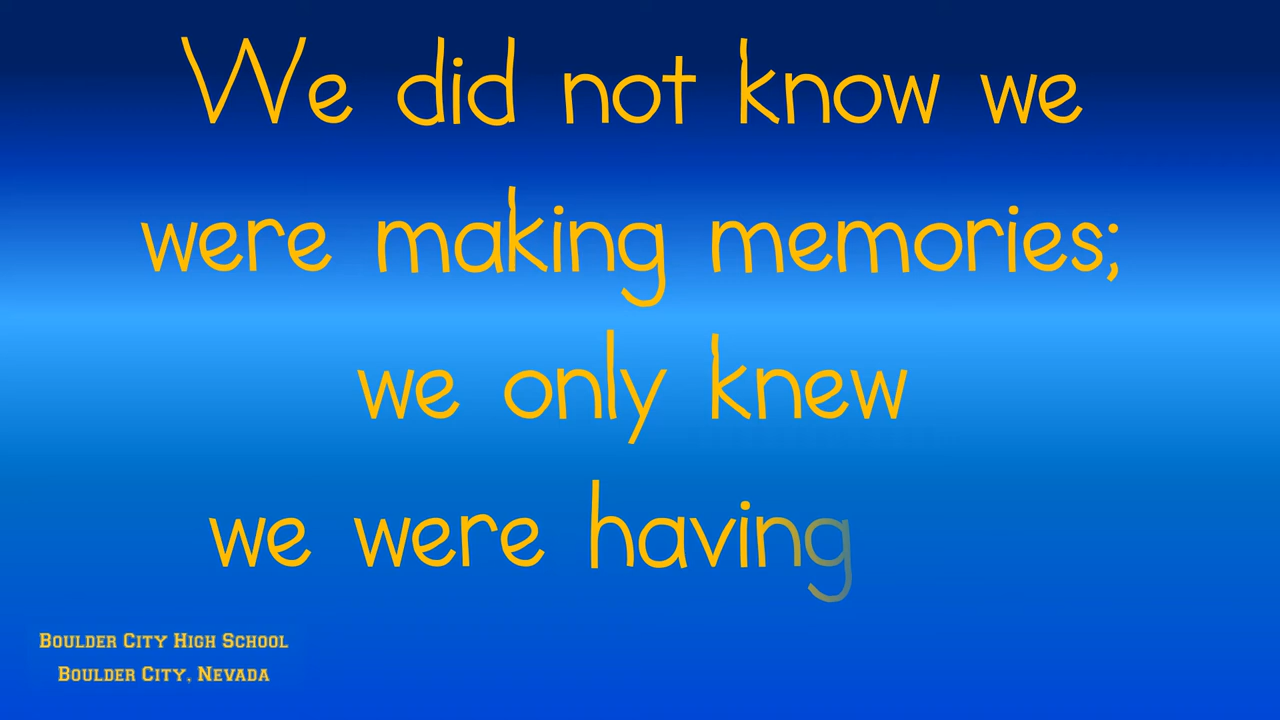 We did not know we
were making memories;
we only knew
we were having
Boulder City High School
Boulder City, Nevada